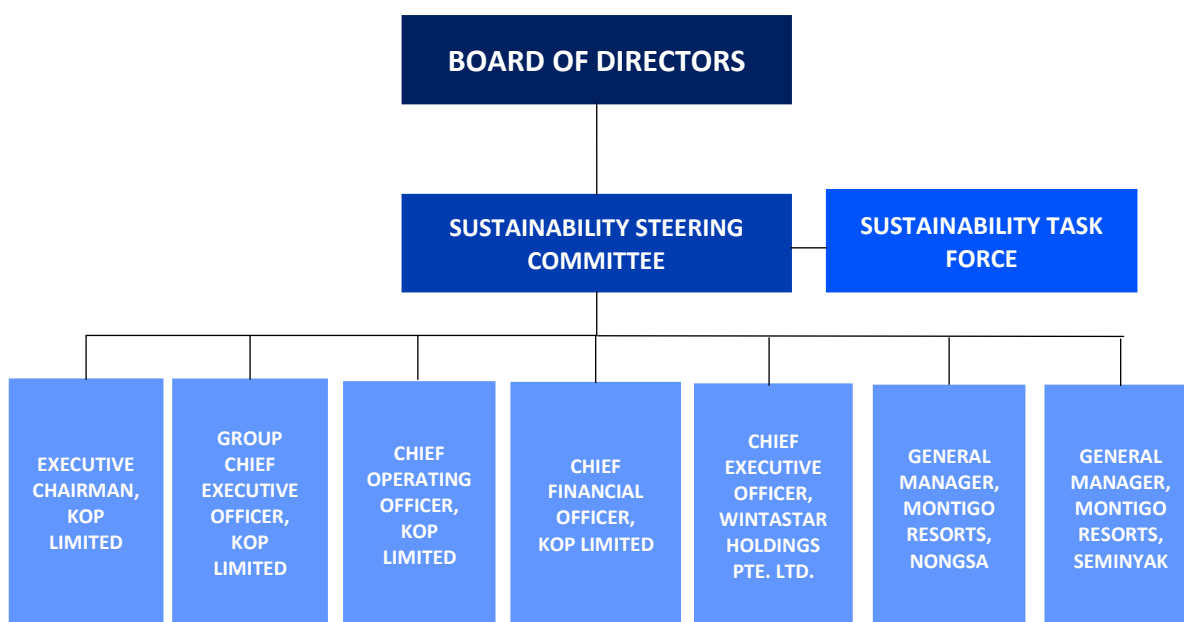 BOARD OF DIRECTORS
SUSTAINABILITY STEERING
COMMITTEE
SUSTAINABILITY TASK
FORCE
EXECUTIVE
CHAIRMAN,
KOP
LIMITED
GROUP
CHIEF
EXECUTIVE
OFFICER,
KOP
LIMITED
CHIEF
OPERATING
OFFICER,
KOP
LIMITED
CHIEF
FINANCIAL
OFFICER,
KOP LIMITED
CHIEF
EXECUTIVE
OFFICER,
WINTASTAR
HOLDINGS
PTE. LTD.
GENERAL
MANAGER,
MONTIGO
RESORTS,
NONGSA
GENERAL
MANAGER,
MONTIGO
RESORTS,
SEMINYAK